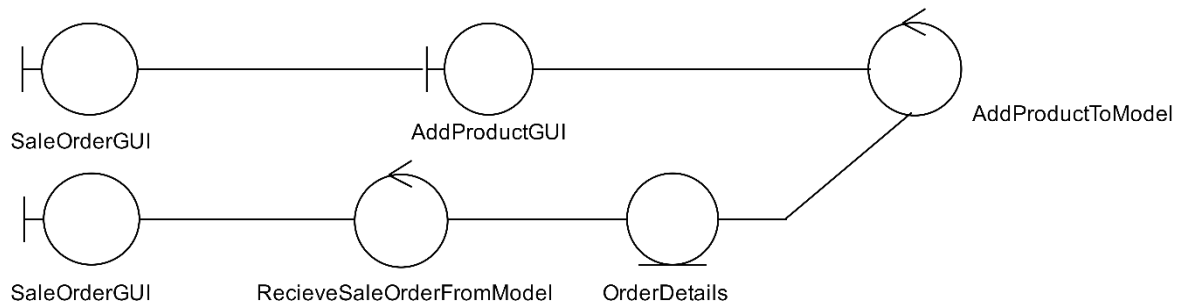 SaleOrderGUI
AddProductGUI
AddProductToModel
SaleOrderGUI
RecieveSaleOrderFromModel
OrderDetails